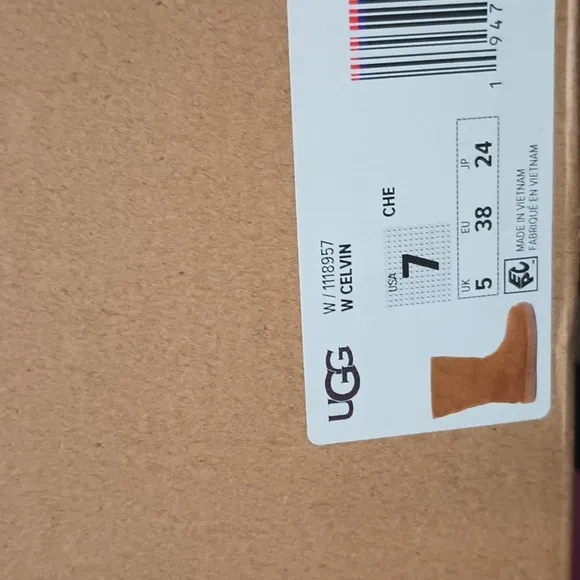 UGG
W / 1118957
W CELVIN
USA
7
CHE
UK EU JP
5 38 24
MADE IN VIETNAM
FABRIQUÉ EN VIETNAM
1 947